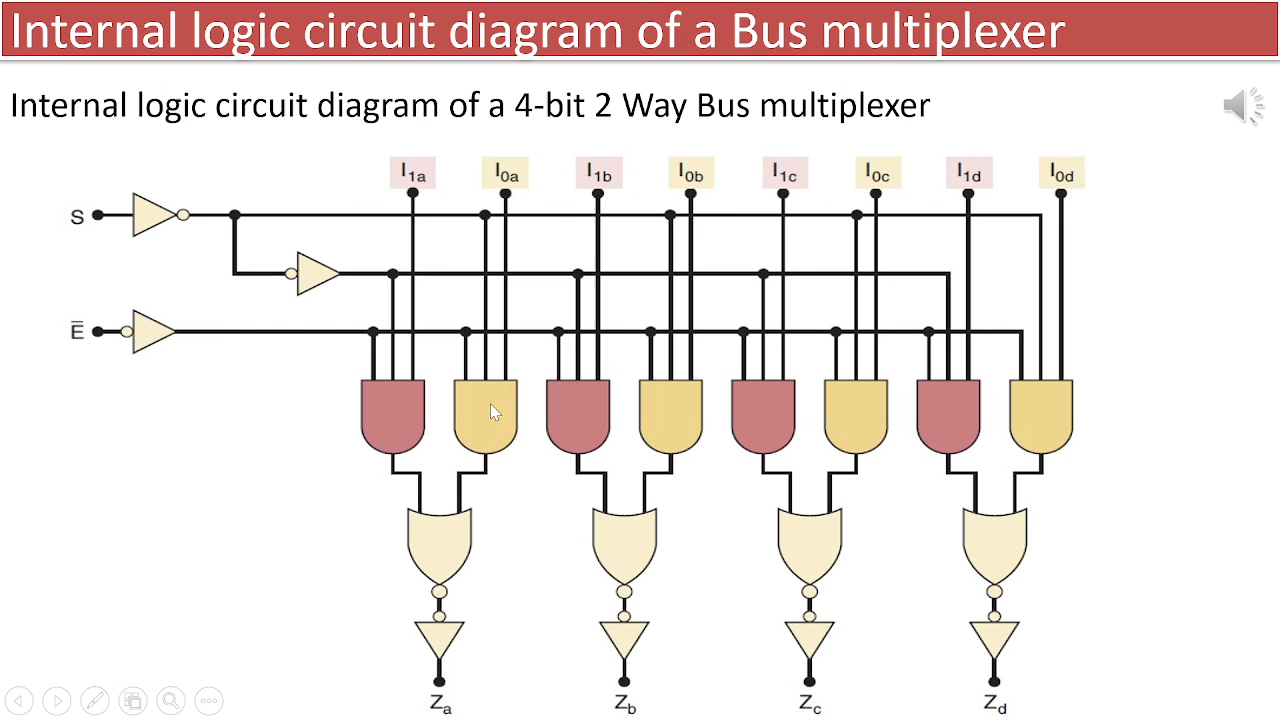 Internal logic circuit diagram of a Bus multiplexer
Internal logic circuit diagram of a 4-bit 2 Way Bus multiplexer
I1a I0a I1b I0b I1c I0c I1d I0d
S
E̅
Za Zb Zc Zd